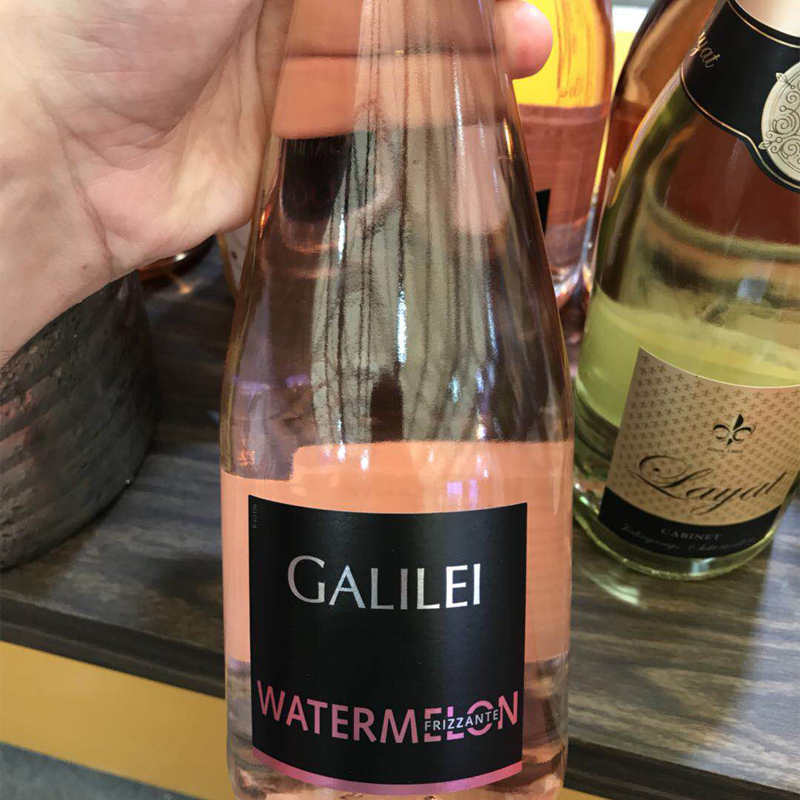 GALILEI
WATERMELON
FRIZZANTE
Layat
CABINET